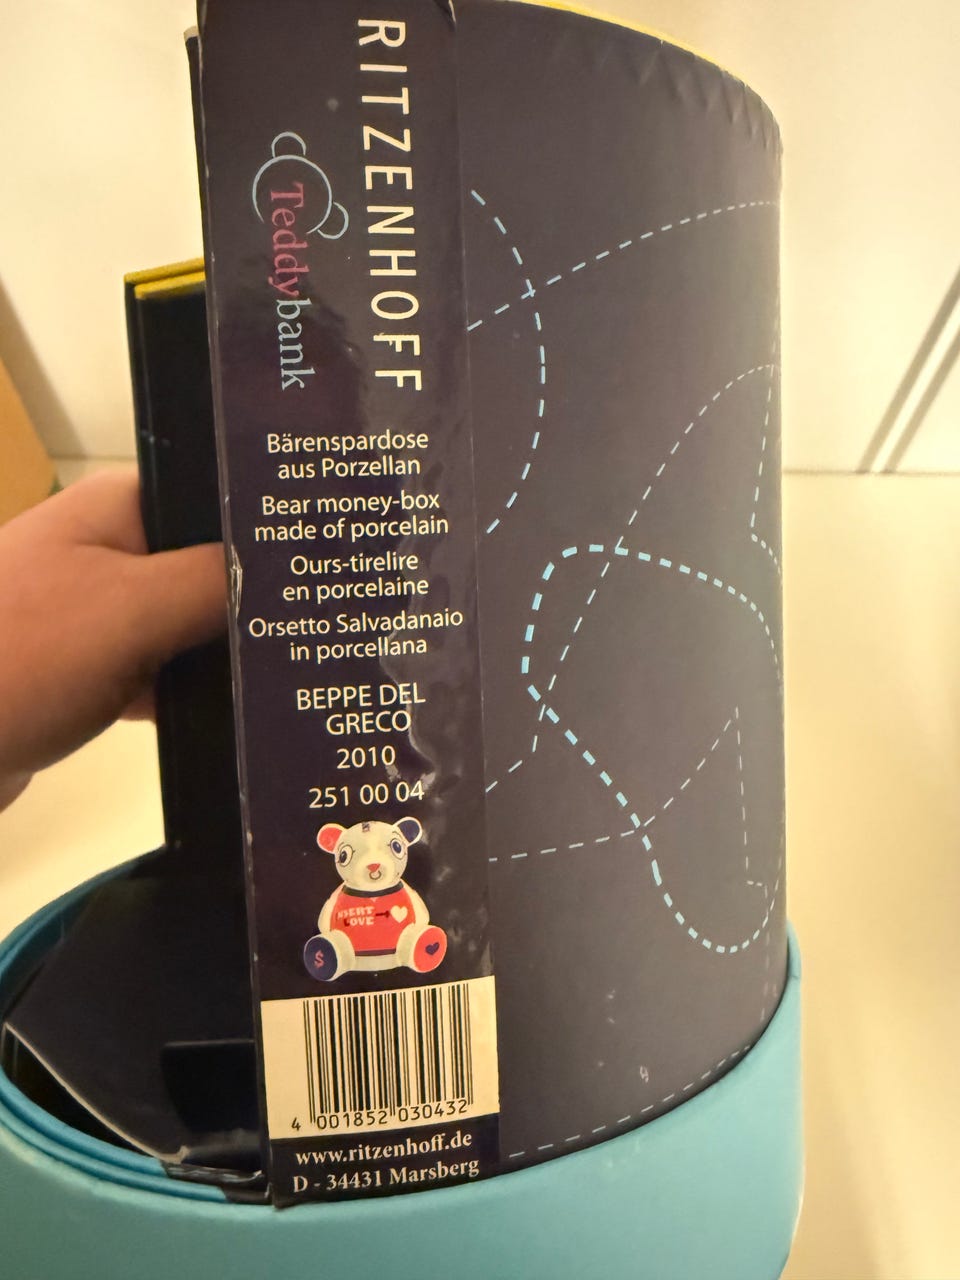 RITZENHOFF
Teddybank
Bärenspardose
aus Porzellan
Bear money-box
made of porcelain
Ours-tirelire
en porcelaine
Orsetto Salvadanaio
in porcellana
BEPPE DEL
GRECO
2010
251 00 04
INSERT
LOVE
$
4 001852 030432
www.ritzenhoff.de
D - 34431 Marsberg